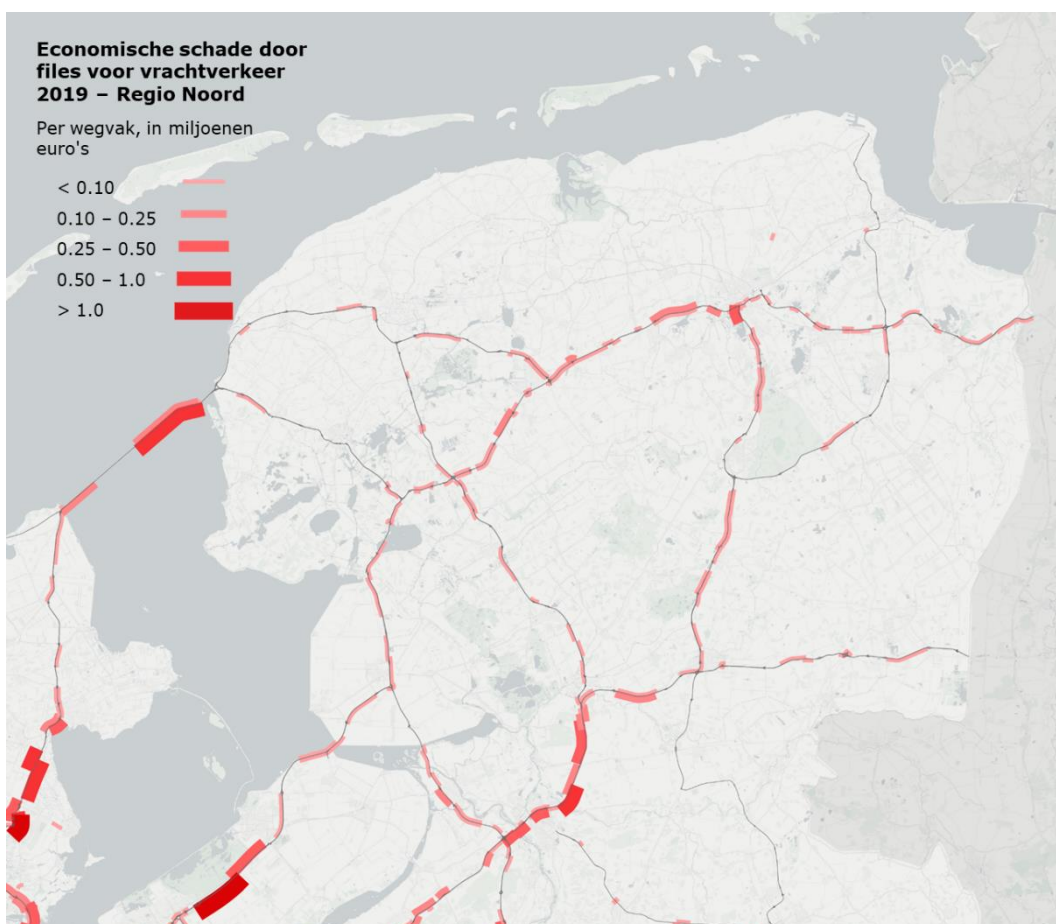 Economische schade door
files voor vrachtverkeer
2019 – Regio Noord
Per wegvak, in miljoenen
euro's
< 0.10
0.10 – 0.25
0.25 – 0.50
0.50 – 1.0
> 1.0